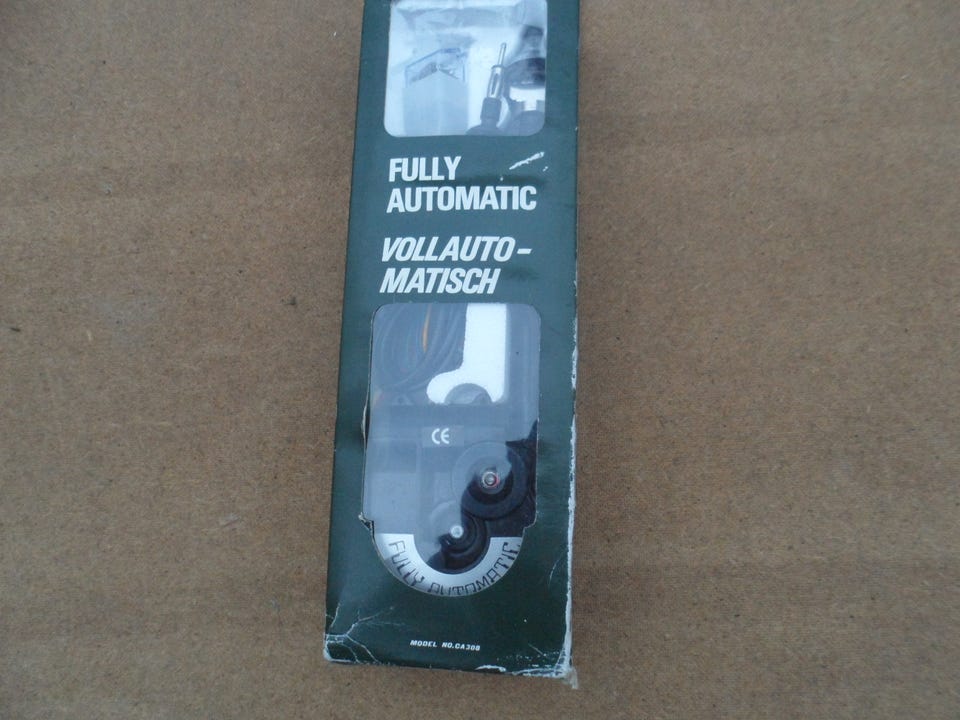 FULLY
AUTOMATIC
VOLLAUTO-
MATISCH
CE
FULLY AUTOMATIC
MODEL NO.CA308